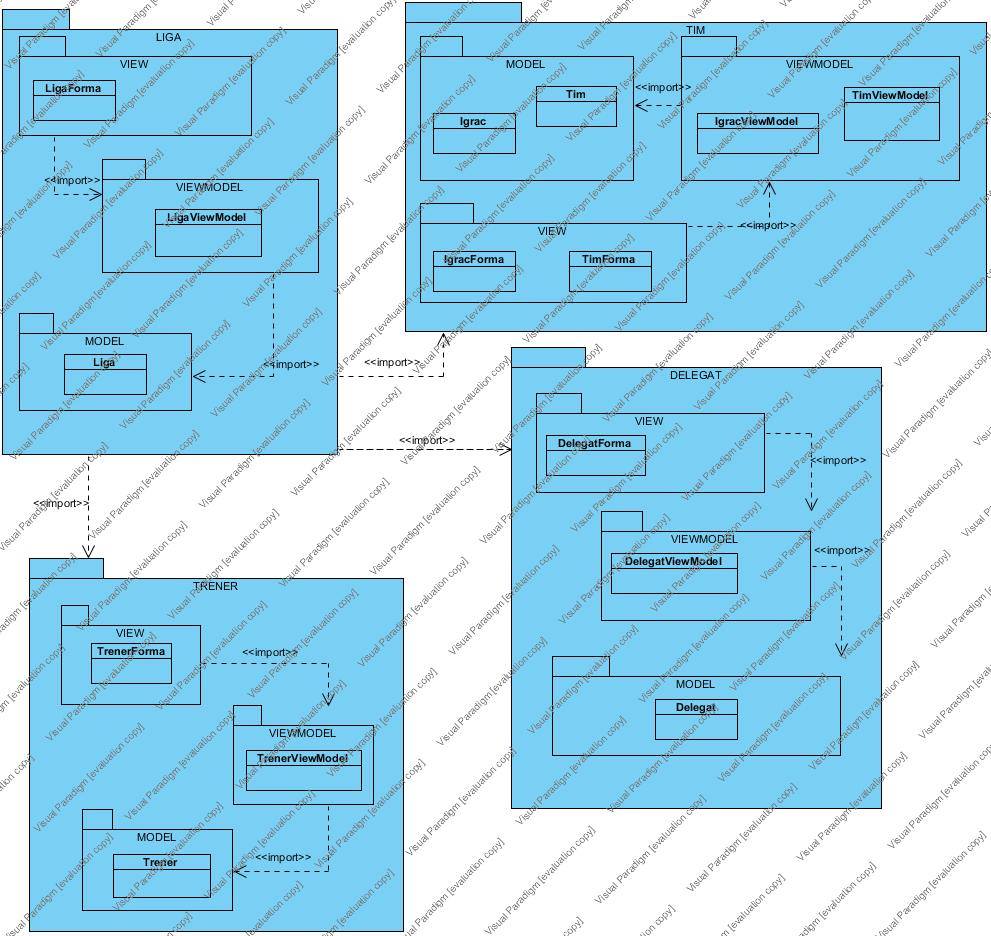 LIGA
VIEW
LigaForma
<<import>>
VIEWMODEL
LigaViewModel
MODEL
Liga
<<import>>
TIM
MODEL
Tim
Igrac
<<import>>
VIEWMODEL
TimViewModel
IgracViewModel
<<import>>
VIEW
IgracForma
TimForma
<<import>>
<<import>>
<<import>>
DELEGAT
VIEW
DelegatForma
<<import>>
VIEWMODEL
DelegatViewModel
<<import>>
MODEL
Delegat
TRENER
VIEW
TrenerForma
<<import>>
VIEWMODEL
TrenerViewModel
MODEL
Trener
<<import>>
Visual Paradigm [evaluation copy]